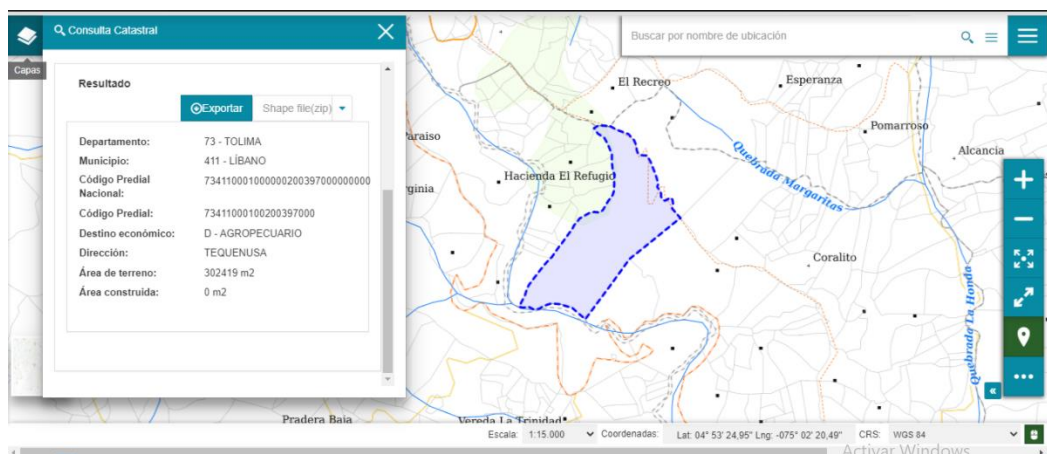 Consulta Catastral
Capas
Resultado
Exportar
Shape file(zip)
Departamento: 73 - TOLIMA
Municipio: 411 - LÍBANO
Código Predial Nacional: 734110001000000200397000000000
Código Predial: 73411000100200397000
Destino económico: D - AGROPECUARIO
Dirección: TEQUENUSA
Área de terreno: 302419 m2
Área construida: 0 m2
Buscar por nombre de ubicación
El Recreo
Esperanza
Pomarroso
Alcancia
araiso
Hacienda El Refugio
ginia
Quebrada Margaritas
Coralito
Quebrada La Honda
Pradera Baja
Vereda La Trinidad
Escala: 1:15.000
Coordenadas: Lat: 04° 53' 24,95" Lng: -075° 02' 20,49"
CRS: WGS 84
Activar Windows